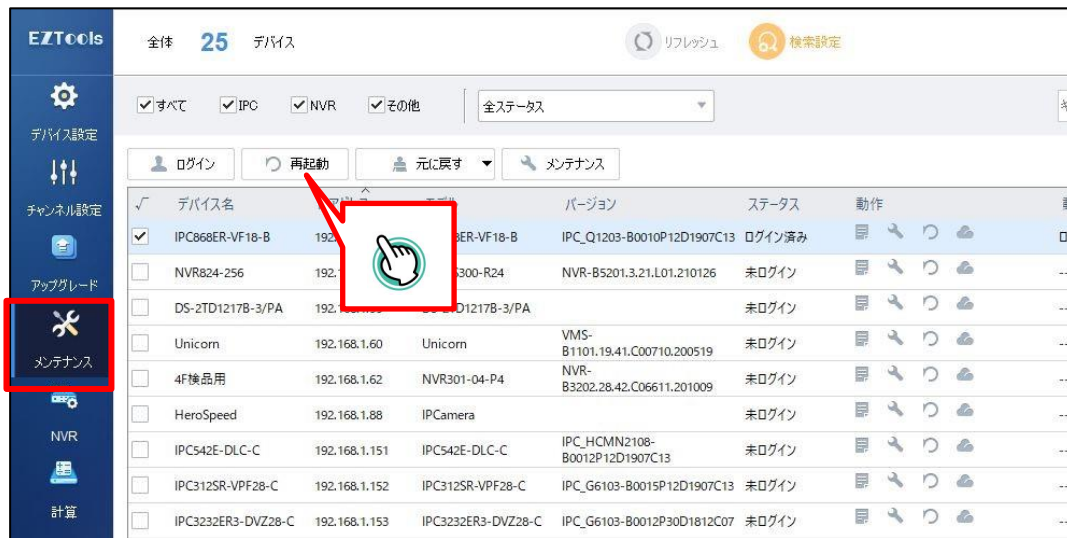 EZTools
全体 25 デバイス リフレッシュ 検索設定
すべて IPC NVR その他 全ステータス
デバイス設定
ログイン 再起動 元に戻す メンテナンス
チャンネル設定
√ デバイス名 バージョン ステータス 動作
IPC868ER-VF18-B IPC_Q1203-B0010P12D1907C13 ログイン済み
NVR824-256 NVR-B5201.3.21.L01.210126 未ログイン
アップグレード
DS-2TD1217B-3/PA 未ログイン
Unicorn 192.168.1.60 Unicorn VMS-
B1101.19.41.C00710.200519 未ログイン
メンテナンス
4F検品用 192.168.1.62 NVR301-04-P4 NVR-
B3202.28.42.C06611.201009 未ログイン
HeroSpeed 192.168.1.88 IPCamera 未ログイン
NVR
IPC542E-DLC-C 192.168.1.151 IPC542E-DLC-C IPC_HCMN2108-
B0012P12D1907C13 未ログイン
IPC312SR-VPF28-C 192.168.1.152 IPC312SR-VPF28-C IPC_G6103-B0015P12D1907C13 未ログイン
計算
IPC3232ER3-DVZ28-C 192.168.1.153 IPC3232ER3-DVZ28-C IPC_G6103-B0012P30D1812C07 未ログイン